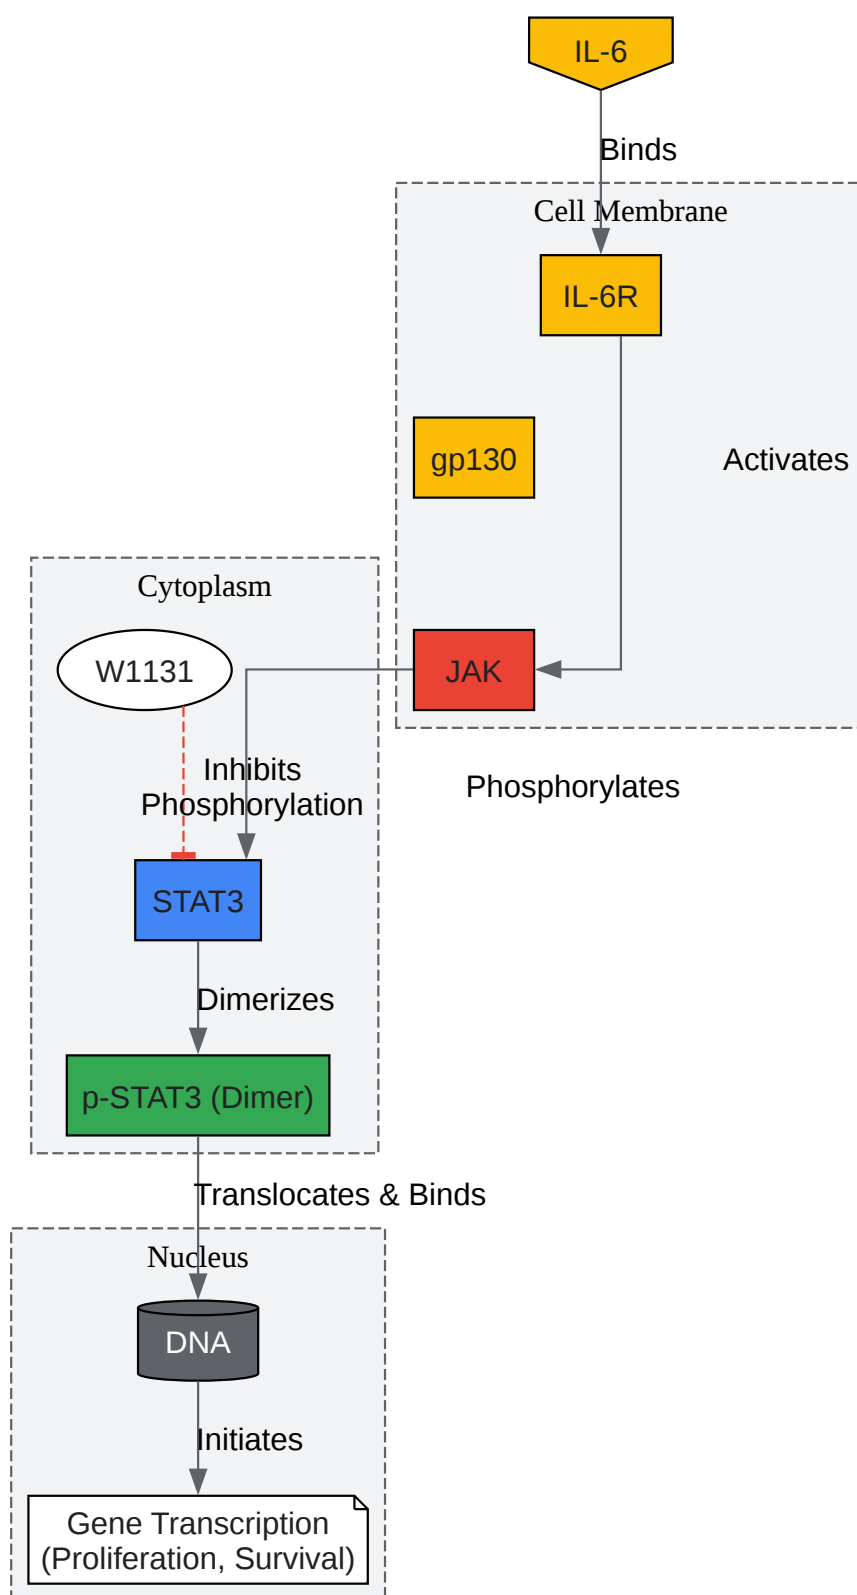 IL-6
Binds
Cell Membrane
IL-6R
gp130
Activates
Cytoplasm
W1131
JAK
Inhibits
Phosphorylation
Phosphorylates
STAT3
Dimerizes
p-STAT3 (Dimer)
Translocates & Binds
Nucleus
DNA
Initiates
Gene Transcription
(Proliferation, Survival)